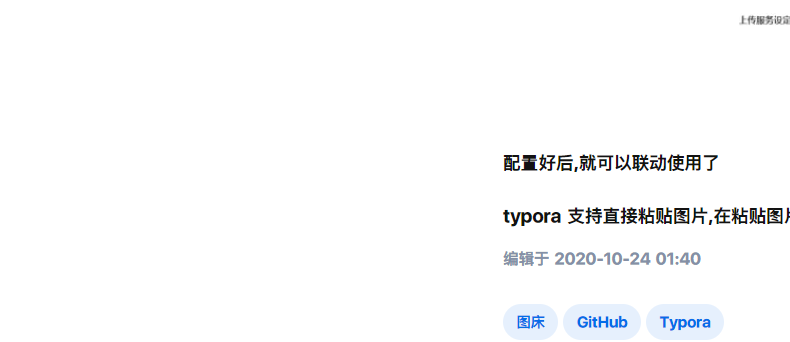 上传服务设定
配置好后,就可以联动使用了
typora 支持直接粘贴图片,在粘贴图
编辑于 2020-10-24 01:40
图床 GitHub Typora